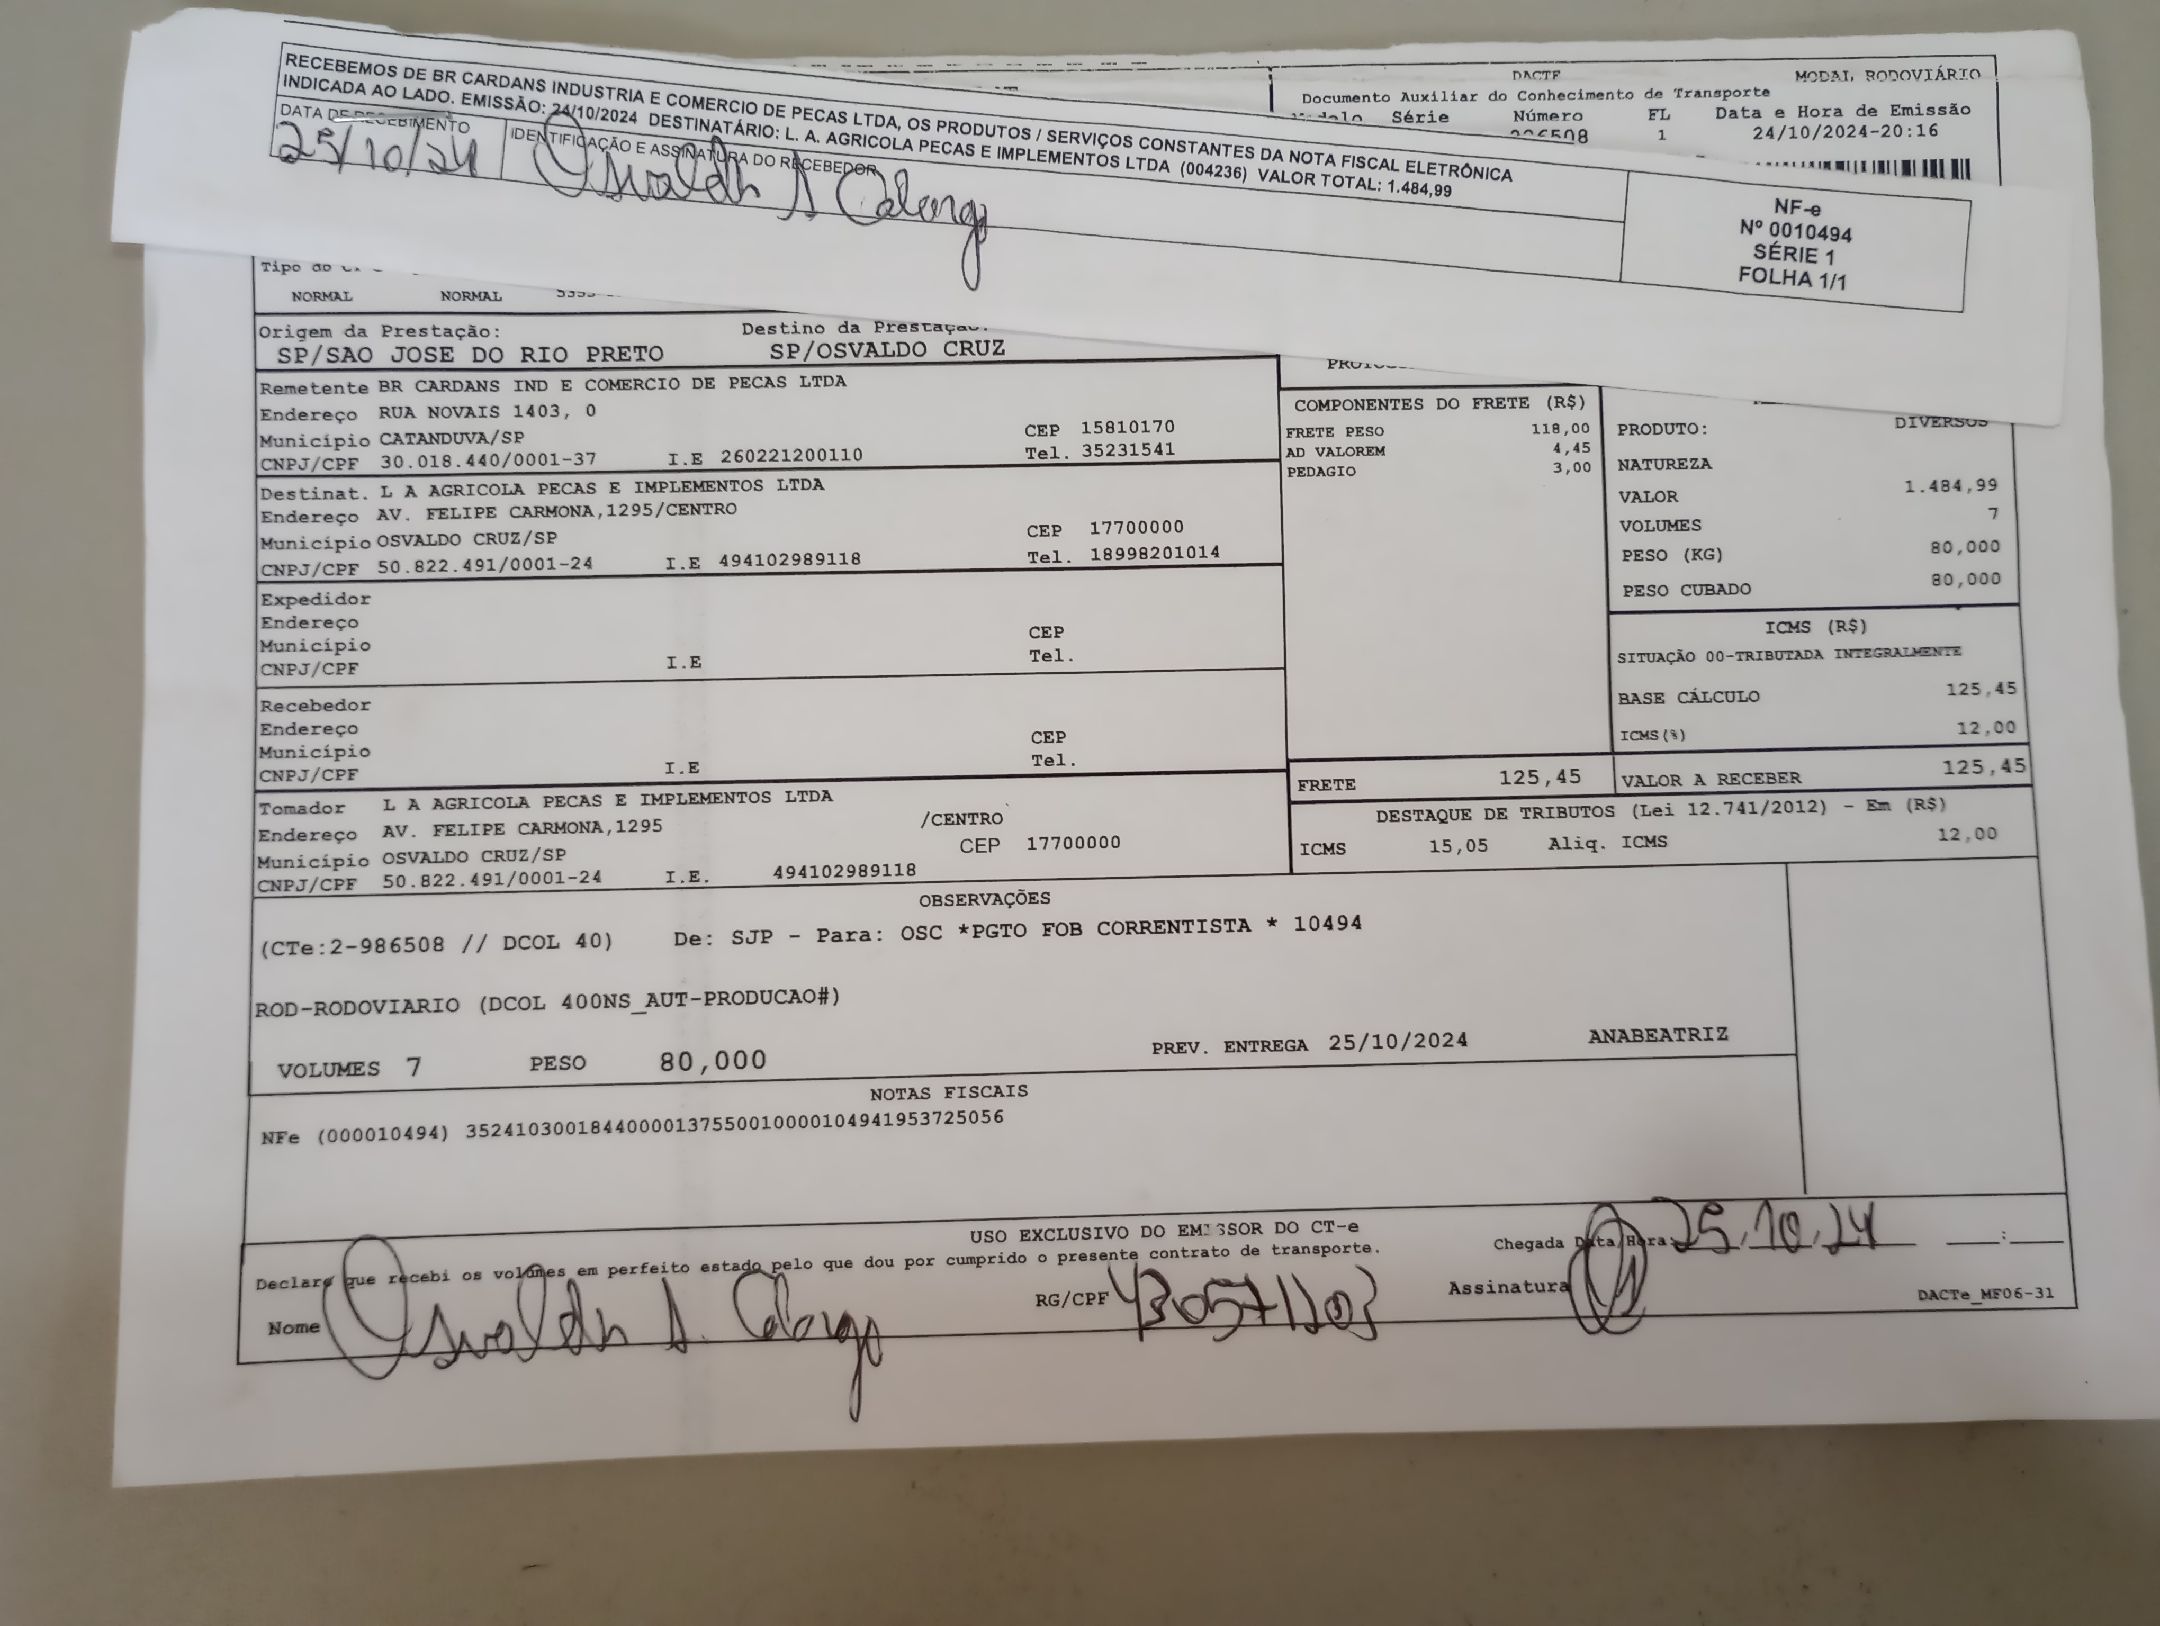 RECEBEMOS DE BR CARDANS INDUSTRIA E COMERCIO DE PECAS LTDA, OS PRODUTOS / SERVIÇOS CONSTANTES DA NOTA FISCAL ELETRÔNICA
INDICADA AO LADO. EMISSÃO: 24/10/2024 DESTINATÁRIO: L. A. AGRICOLA PECAS E IMPLEMENTOS LTDA (004236) VALOR TOTAL: 1.484,99
DATA DE RECEBIMENTO
25/10/24
IDENTIFICAÇÃO E ASSINATURA DO RECEBEDOR
NF-e
Nº 0010494
SÉRIE 1
FOLHA 1/1
DACTE MODAL RODOVIÁRIO
Documento Auxiliar do Conhecimento de Transporte
Série Número FL Data e Hora de Emissão
1 24/10/2024-20:16
Tipo do
NORMAL NORMAL
Origem da Prestação: Destino da Prestação:
SP/SAO JOSE DO RIO PRETO SP/OSVALDO CRUZ
Remetente BR CARDANS IND E COMERCIO DE PECAS LTDA
Endereço RUA NOVAIS 1403, 0
Município CATANDUVA/SP CEP 15810170
CNPJ/CPF 30.018.440/0001-37 I.E 260221200110 Tel. 35231541
Destinat. L A AGRICOLA PECAS E IMPLEMENTOS LTDA
Endereço AV. FELIPE CARMONA,1295/CENTRO
Município OSVALDO CRUZ/SP CEP 17700000
CNPJ/CPF 50.822.491/0001-24 I.E 494102989118 Tel. 18998201014
Expedidor
Endereço
Município CEP
CNPJ/CPF I.E Tel.
Recebedor
Endereço
Município CEP
CNPJ/CPF I.E Tel.
Tomador L A AGRICOLA PECAS E IMPLEMENTOS LTDA
Endereço AV. FELIPE CARMONA,1295 /CENTRO
Município OSVALDO CRUZ/SP CEP 17700000
CNPJ/CPF 50.822.491/0001-24 I.E. 494102989118
COMPONENTES DO FRETE (R$)
FRETE PESO 118,00
AD VALOREM 4,45
PEDAGIO 3,00
PRODUTO: DIVERSOS
NATUREZA
VALOR 1.484,99
VOLUMES 7
PESO (KG) 80,000
PESO CUBADO 80,000
ICMS (R$)
SITUAÇÃO 00-TRIBUTADA INTEGRALMENTE
BASE CÁLCULO 125,45
ICMS(%) 12,00
FRETE 125,45 VALOR A RECEBER 125,45
DESTAQUE DE TRIBUTOS (Lei 12.741/2012) - Em (R$)
ICMS 15,05 Aliq. ICMS 12,00
OBSERVAÇÕES
(CTe:2-986508 // DCOL 40) De: SJP - Para: OSC *PGTO FOB CORRENTISTA * 10494
ROD-RODOVIARIO (DCOL 400NS_AUT-PRODUCAO#)
VOLUMES 7 PESO 80,000 PREV. ENTREGA 25/10/2024 ANABEATRIZ
NOTAS FISCAIS
NFe (000010494) 35241030018440000137550010000104941953725056
USO EXCLUSIVO DO EMISSOR DO CT-e
Declaro que recebi os volumes em perfeito estado pelo que dou por cumprido o presente contrato de transporte.
Chegada Data/Hora: 25.10.24 __:__
Nome RG/CPF Assinatura
DACTe_MF06-31